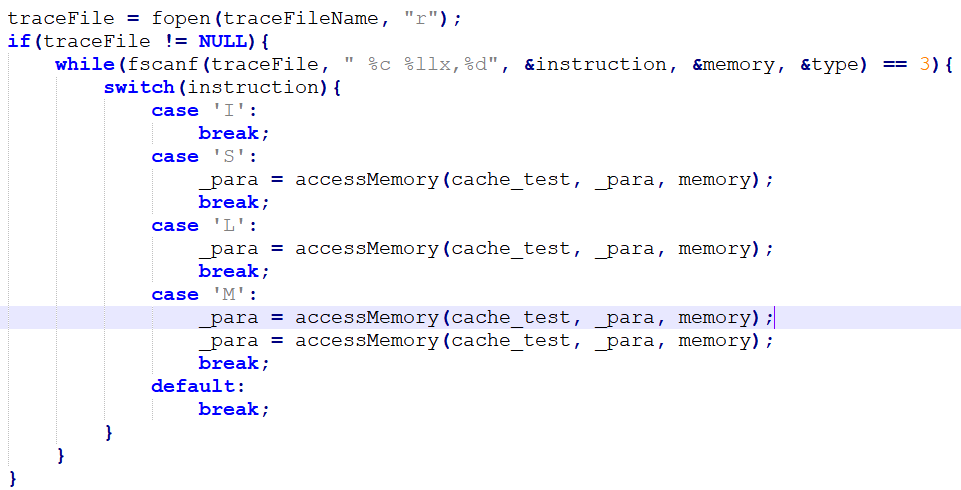 traceFile = fopen(traceFileName, "r");
if(traceFile != NULL){
    while(fscanf(traceFile, " %c %llx,%d", &instruction, &memory, &type) == 3){
        switch(instruction){
            case 'I':
                break;
            case 'S':
                _para = accessMemory(cache_test, _para, memory);
                break;
            case 'L':
                _para = accessMemory(cache_test, _para, memory);
                break;
            case 'M':
                _para = accessMemory(cache_test, _para, memory);
                _para = accessMemory(cache_test, _para, memory);
                break;
            default:
                break;
        }
    }
}